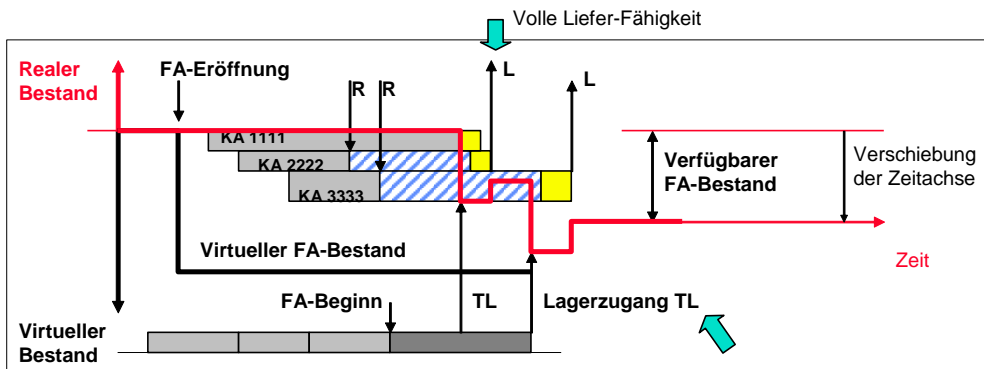 Volle Liefer-Fähigkeit
Realer
Bestand
FA-Eröffnung
R
R
L
L
KA 1111
KA 2222
KA 3333
Verfügbarer
FA-Bestand
Verschiebung
der Zeitachse
Virtueller FA-Bestand
Zeit
FA-Beginn
TL
Lagerzugang TL
Virtueller
Bestand